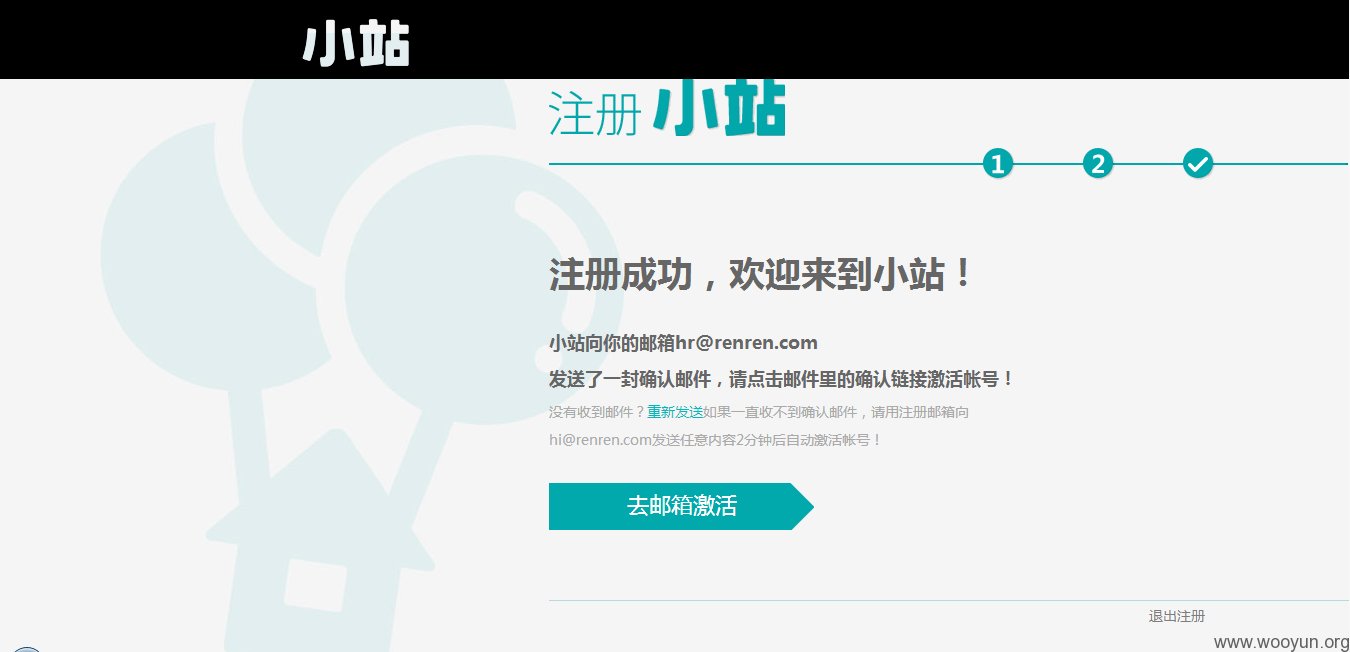 小站
注册 小站
1 2
注册成功，欢迎来到小站！
小站向你的邮箱hr@renren.com
发送了一封确认邮件，请点击邮件里的确认链接激活帐号！
没有收到邮件？重新发送如果一直收不到确认邮件，请用注册邮箱向
hi@renren.com发送任意内容2分钟后自动激活帐号！
去邮箱激活
退出注册
www.wooyun.org